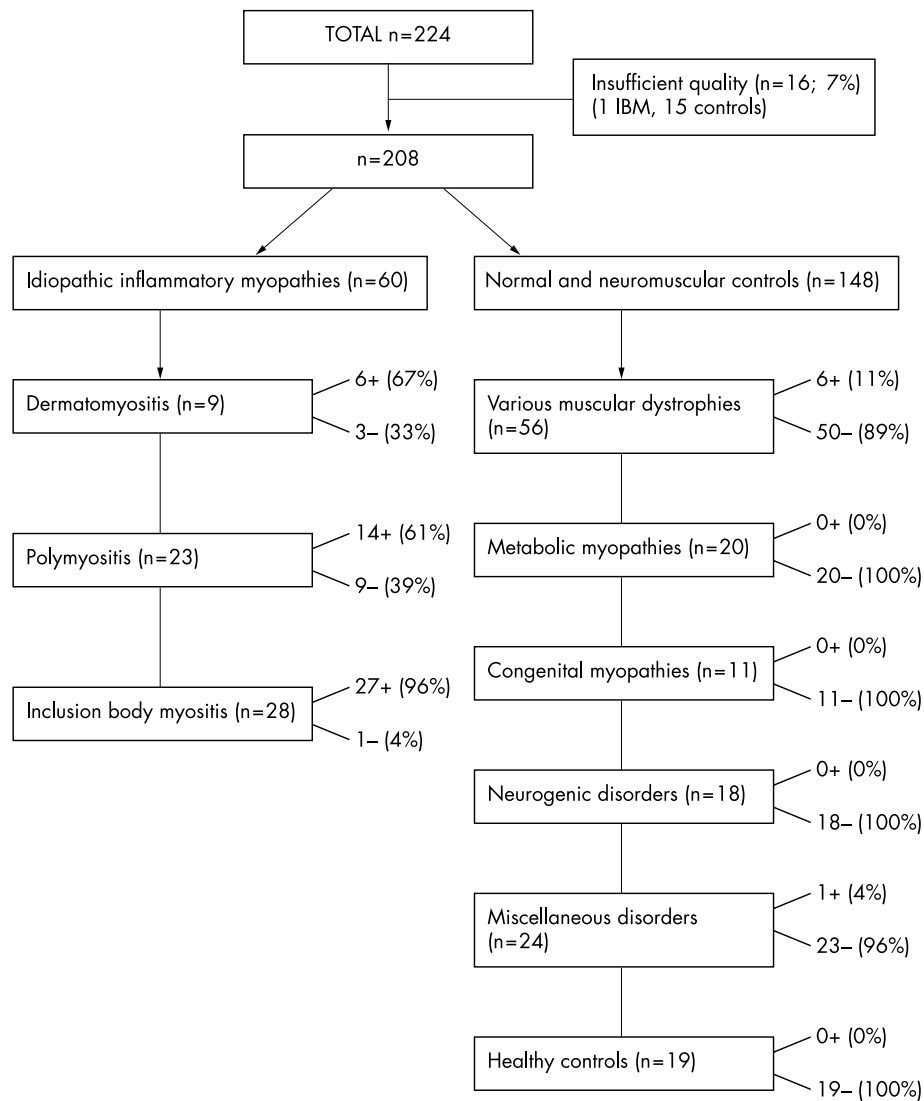 TOTAL n=224
Insufficient quality (n=16; 7%)
(1 IBM, 15 controls)
n=208
Idiopathic inflammatory myopathies (n=60)
Normal and neuromuscular controls (n=148)
Dermatomyositis (n=9)
6+ (67%)
3– (33%)
Polymyositis (n=23)
14+ (61%)
9– (39%)
Inclusion body myositis (n=28)
27+ (96%)
1– (4%)
Various muscular dystrophies
(n=56)
6+ (11%)
50– (89%)
Metabolic myopathies (n=20)
0+ (0%)
20– (100%)
Congenital myopathies (n=11)
0+ (0%)
11– (100%)
Neurogenic disorders (n=18)
0+ (0%)
18– (100%)
Miscellaneous disorders
(n=24)
1+ (4%)
23– (96%)
Healthy controls (n=19)
0+ (0%)
19– (100%)